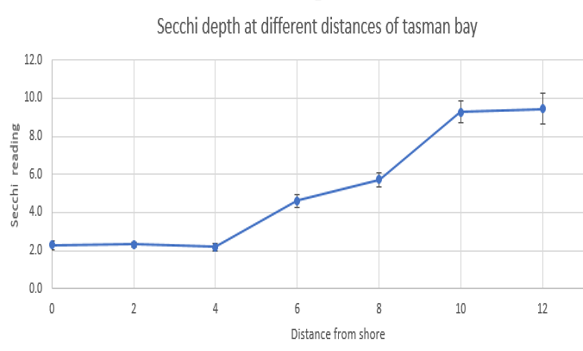 Secchi depth at different distances of tasman bay
12.0
10.0
8.0
6.0
4.0
2.0
0.0
Secchi reading
0 2 4 6 8 10 12
Distance from shore